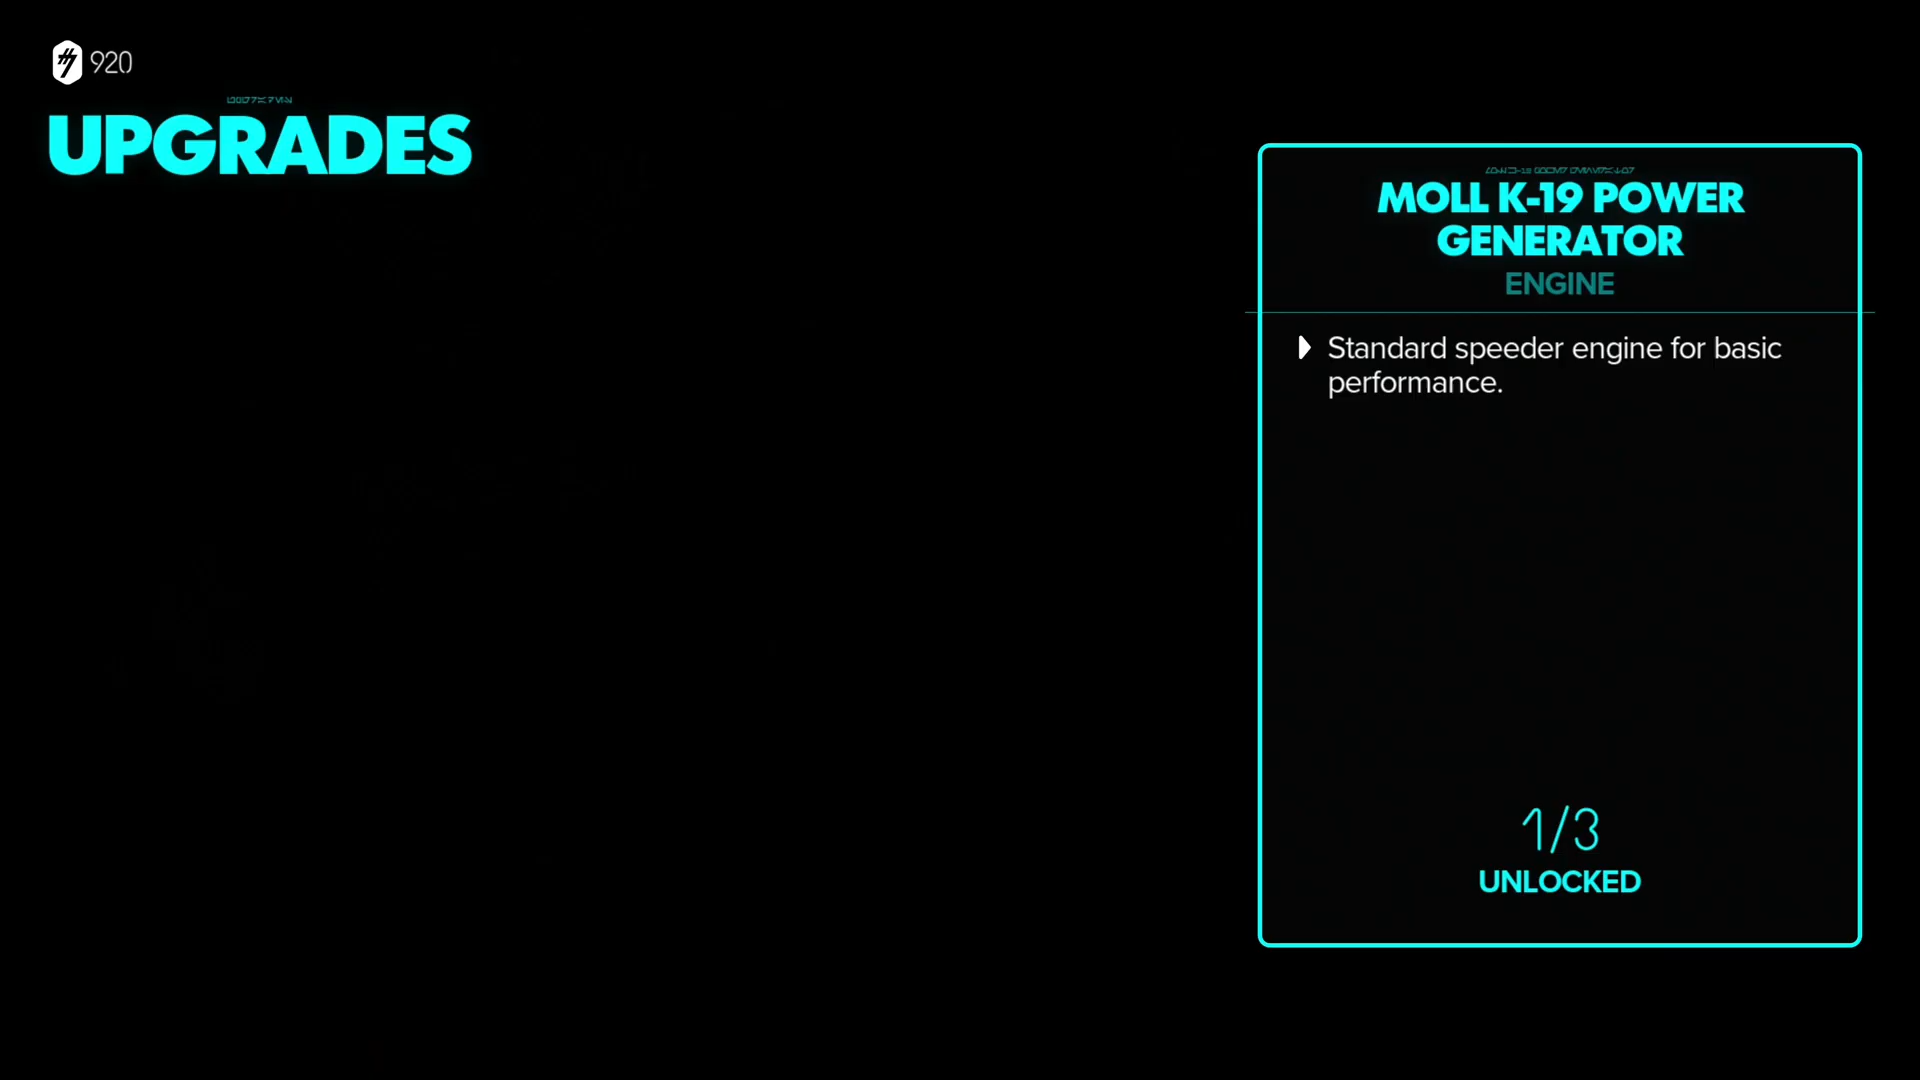 920
UPGRADES
MOLL K-19 POWER
GENERATOR
ENGINE
Standard speeder engine for basic
performance.
1/3
UNLOCKED